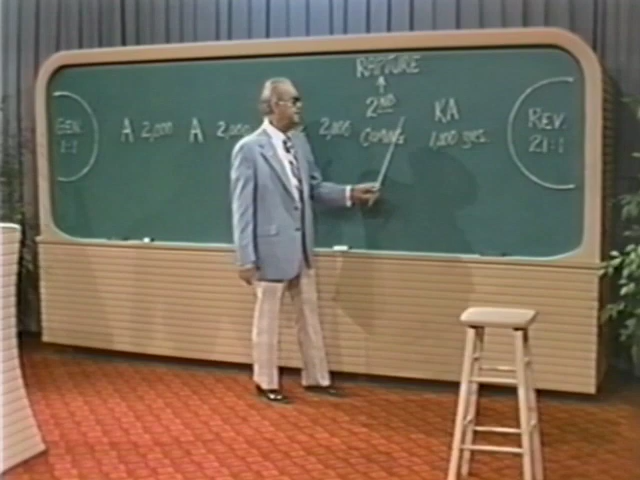 RAPTURE
GEN. 1:1
A 2,000 A 2,000 2,000
2ND
Coming
KA
1,000 yrs.
REV.
21:1